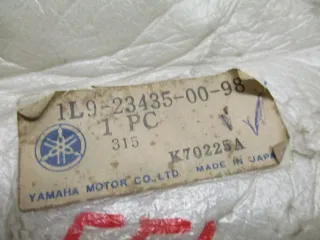 1L9-23435-00-98
1 PC
315
K70225A
YAMAHA MOTOR CO., LTD. MADE IN JAPAN